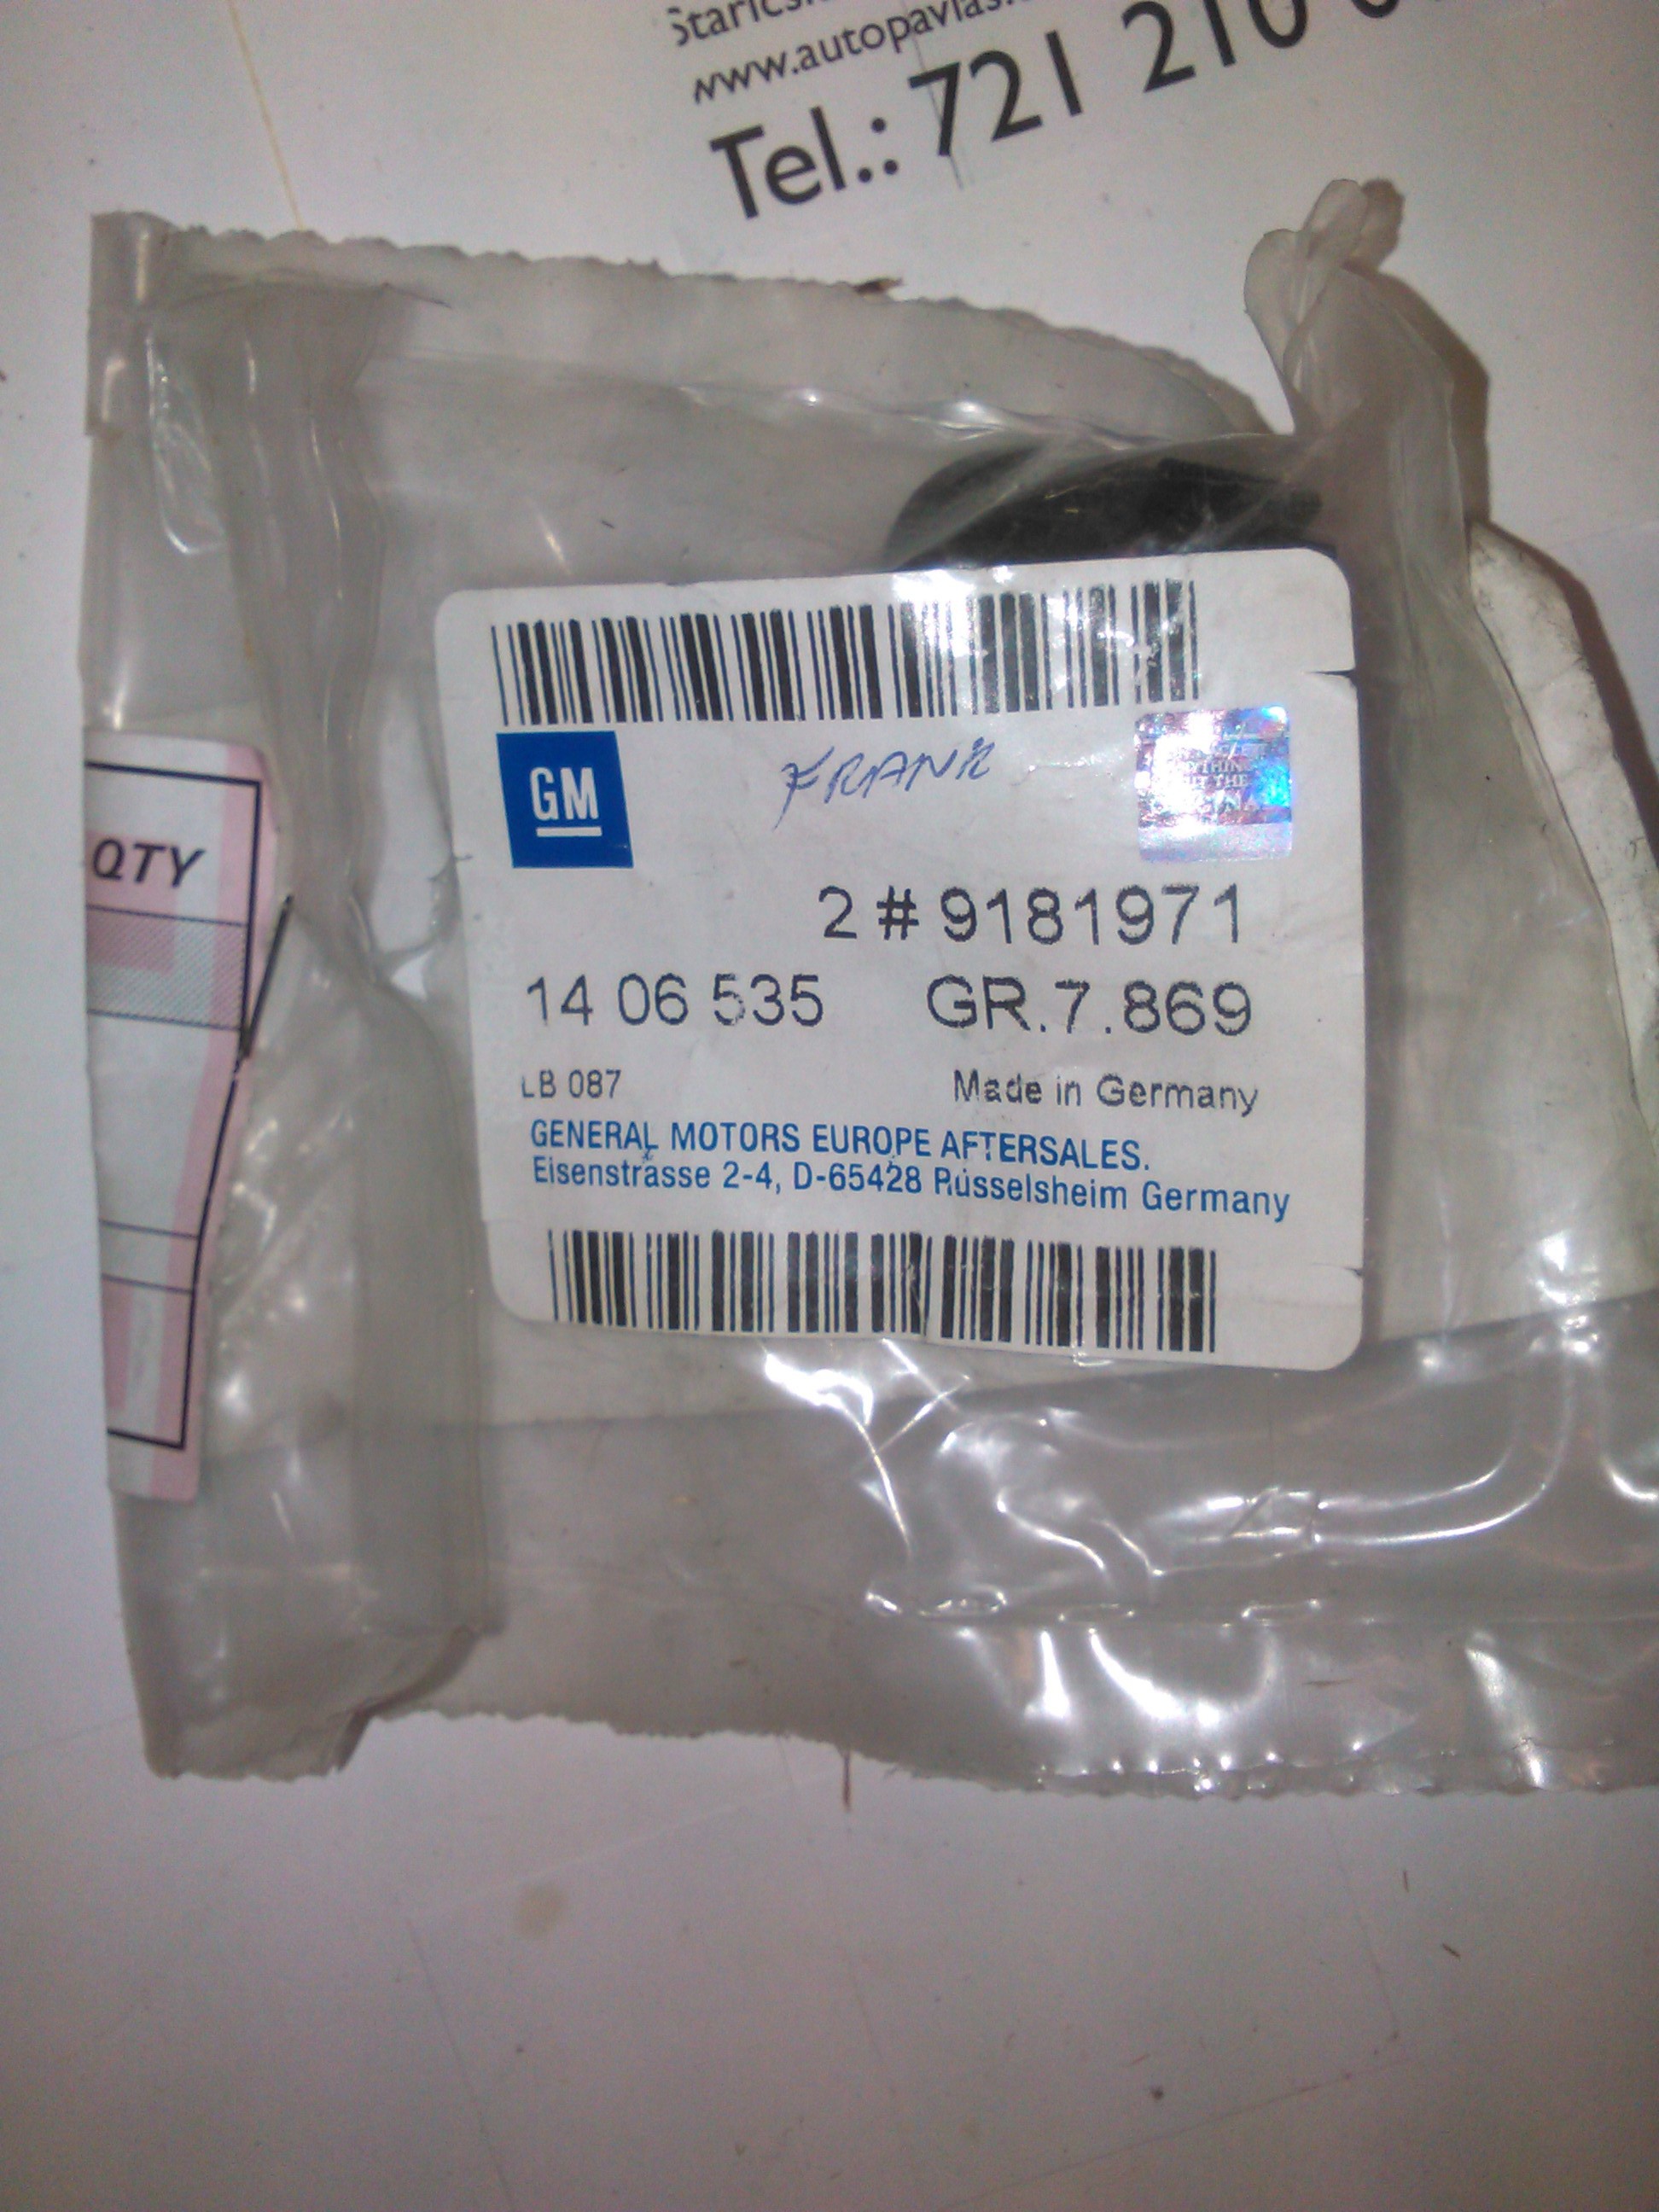 www.autopavlas.
Tel.: 721 210
QTY
GM
FRANK
2 # 9181971
14 06 535 GR.7.869
LB 087 Made in Germany
GENERAL MOTORS EUROPE AFTERSALES.
Eisenstrasse 2-4, D-65428 Rüsselsheim Germany